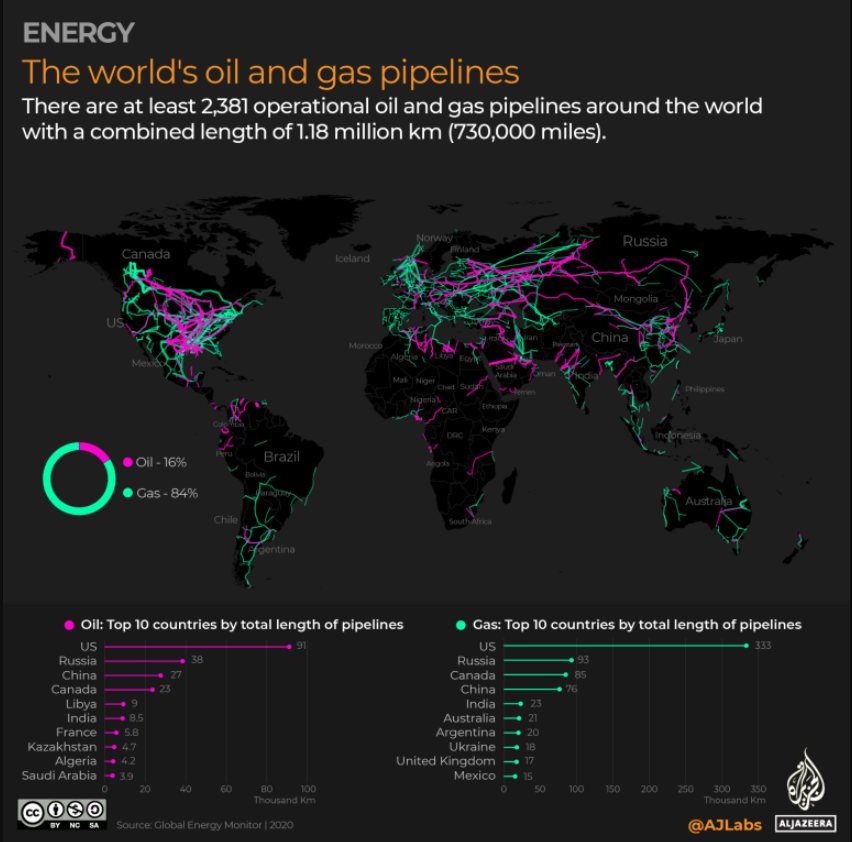 ENERGY
The world's oil and gas pipelines
There are at least 2,381 operational oil and gas pipelines around the world
with a combined length of 1.18 million km (730,000 miles).
Norway
Finland
Russia
Canada
Iceland
Mongolia
US
China
Japan
Morocco
Iran
Pakistan
Mexico
Algeria
Libya
Egypt
Saudi
Arabia
Oman
India
Mali
Niger
Chad
Sudan
Yemen
Philippines
Nigeria
CAR
Ethiopia
Colombia
Kenya
DRC
Indonesia
Peru
Brazil
Angola
Oil - 16%
Bolivia
Gas - 84%
Paraguay
Australia
Chile
South Africa
Argentina
Oil: Top 10 countries by total length of pipelines
US 91
Russia 38
China 27
Canada 23
Libya 9
India 8.5
France 5.8
Kazakhstan 4.7
Algeria 4.2
Saudi Arabia 3.9
0 20 40 60 80 100
Thousand Km
Gas: Top 10 countries by total length of pipelines
US 333
Russia 93
Canada 85
China 76
India 23
Australia 21
Argentina 20
Ukraine 18
United Kingdom 17
Mexico 15
0 50 100 150 200 250 300 350
Thousand Km
cc BY NC SA
Source: Global Energy Monitor | 2020
@AJLabs
ALJAZEERA